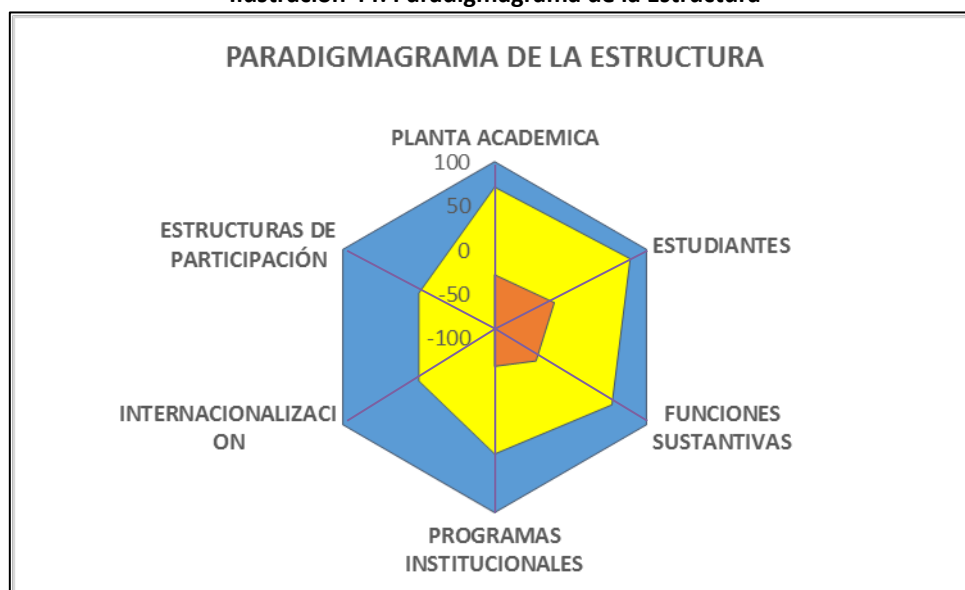 PARADIGMAGRAMA DE LA ESTRUCTURA
PLANTA ACADEMICA
100
50
0
-50
-100
ESTUDIANTES
FUNCIONES
SUSTANTIVAS
PROGRAMAS
INSTITUCIONALES
INTERNACIONALIZACI
ON
ESTRUCTURAS DE
PARTICIPACIÓN